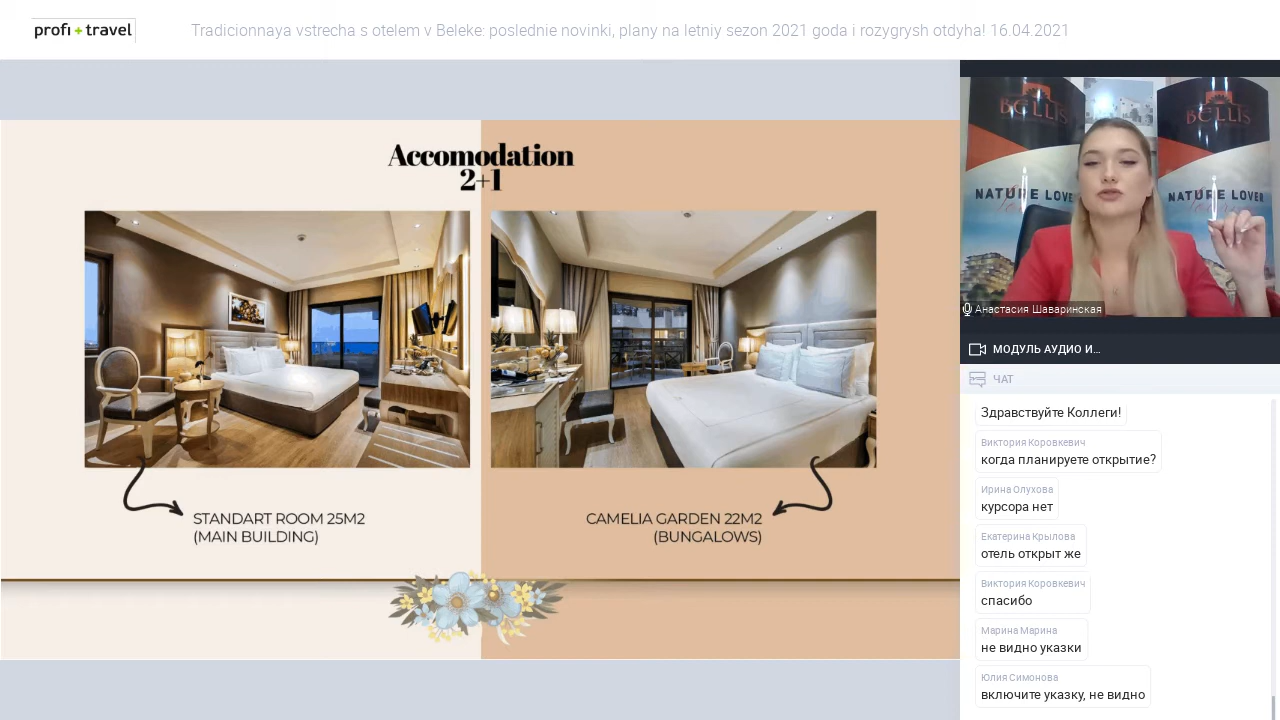 profi+travel
Tradicionnaya vstrecha s otelem v Beleke: poslednie novinki, plany na letniy sezon 2021 goda i rozygrysh otdyha! 16.04.2021
Accomodation
2+1
STANDART ROOM 25M2
(MAIN BUILDING)
CAMELIA GARDEN 22M2
(BUNGALOWS)
BELLIS
BELLIS
NATURE LOVER
NATURE LOVER
Анастасия Шаваринская
МОДУЛЬ АУДИО И...
ЧАТ
Здравствуйте Коллеги!
Виктория Коровкевич
когда планируете открытие?
Ирина Олухова
курсора нет
Екатерина Крылова
отель открыт же
Виктория Коровкевич
спасибо
Марина Марина
не видно указки
Юлия Симонова
включите указку, не видно